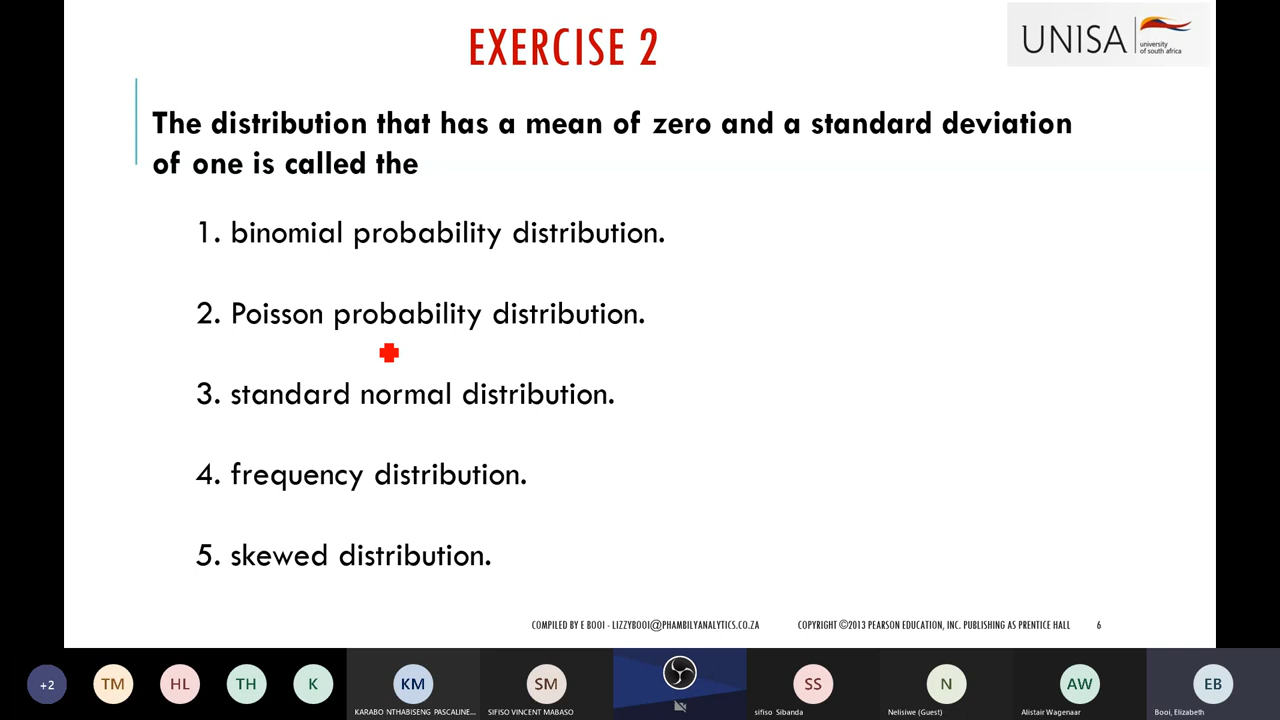 EXERCISE 2
UNISA
university
of south africa
The distribution that has a mean of zero and a standard deviation
of one is called the
1. binomial probability distribution.
2. Poisson probability distribution.
3. standard normal distribution.
4. frequency distribution.
5. skewed distribution.
COMPILED BY E BOOI - LIZZYBOOI@PHAMBILYANALYTICS.CO.ZA
COPYRIGHT ©2013 PEARSON EDUCATION, INC. PUBLISHING AS PRENTICE HALL
6
+2
TM
HL
TH
K
KM
SM
SS
N
AW
EB
KARABO NTHABISENG PASCALINE...
SIFISO VINCENT MABASO
sifiso Sibanda
Nelisiwe (Guest)
Alistair Wagenaar
Booi, Elizabeth